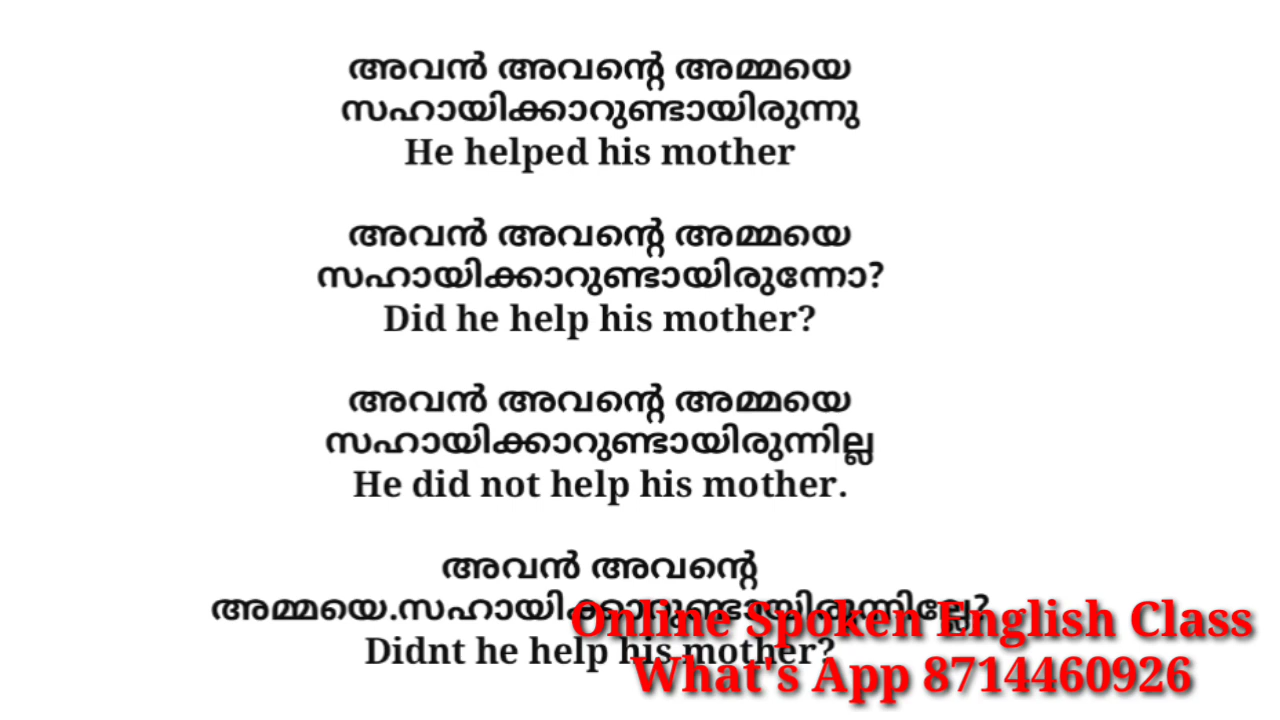 അവൻ അവന്റെ അമ്മയെ
സഹായിക്കാറുണ്ടായിരുന്നു
He helped his mother
അവൻ അവന്റെ അമ്മയെ
സഹായിക്കാറുണ്ടായിരുന്നോ?
Did he help his mother?
അവൻ അവന്റെ അമ്മയെ
സഹായിക്കാറുണ്ടായിരുന്നില്ല
He did not help his mother.
അവൻ അവന്റെ
അമ്മയെ.സഹായിക്കാറുണ്ടായിരുന്നില്ലേ?
Didnt he help his mother?
Online Spoken English Class
What's App 8714460926